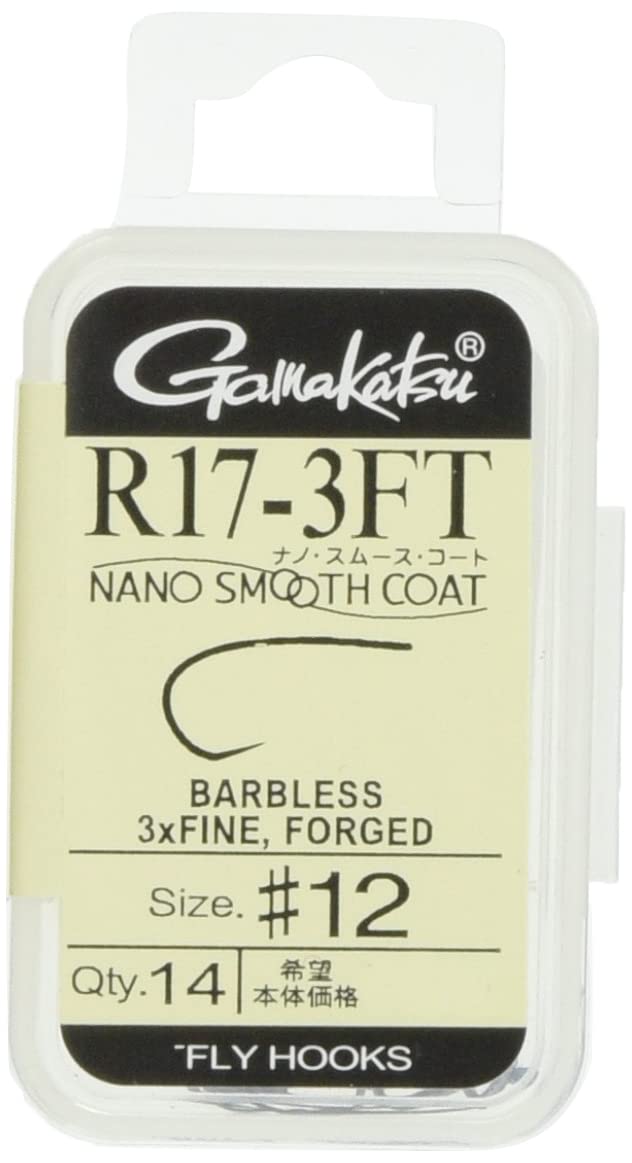 Gamakatsu®
R17-3FT
ナノ・スムース・コート
NANO SMOOTH COAT
BARBLESS
3xFINE, FORGED
Size. #12
Qty.14
希望
本体価格
FLY HOOKS